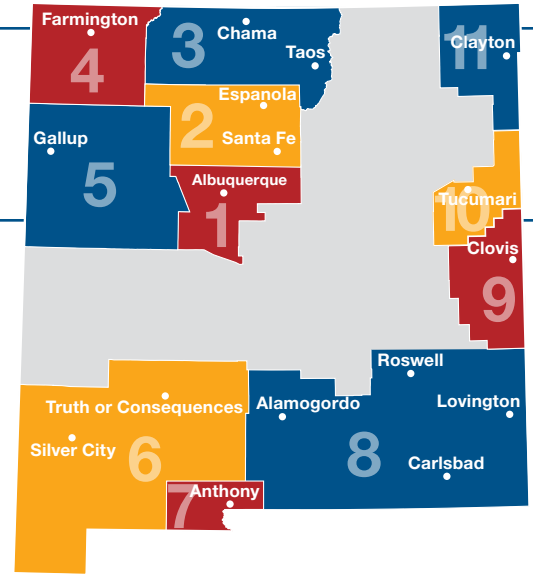 Farmington
4
3
Chama
Taos
11
Clayton
Espanola
2
Santa Fe
Gallup
5
Albuquerque
1
10
Tucumari
Clovis
9
Roswell
Truth or Consequences
Alamogordo
Lovington
Silver City
6
8
Carlsbad
7
Anthony